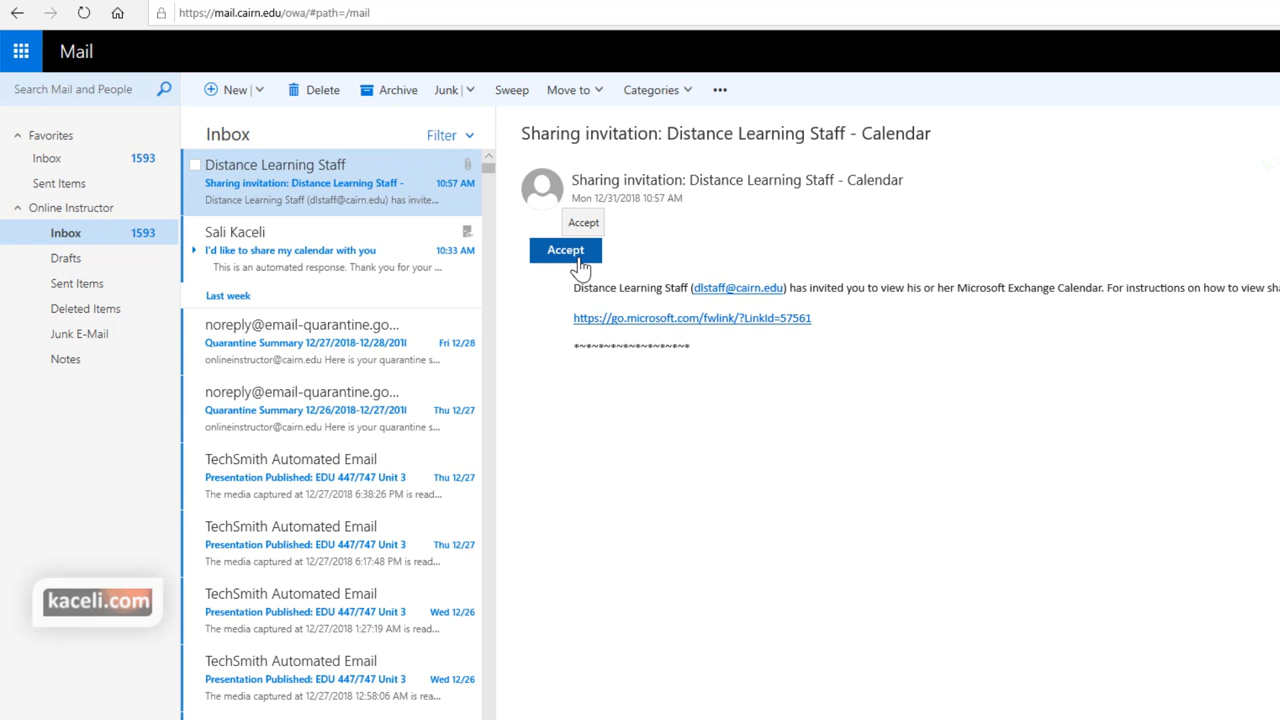 https://mail.cairn.edu/owa/#path=/mail
Mail
Search Mail and People
New
Delete
Archive
Junk
Sweep
Move to
Categories
•••
Favorites
Inbox 1593
Sent Items
Online Instructor
Inbox 1593
Drafts
Sent Items
Deleted Items
Junk E-Mail
Notes
kaceli.com
Inbox
Filter
Distance Learning Staff
Sharing invitation: Distance Learning Staff - 10:57 AM
Distance Learning Staff (dlstaff@cairn.edu) has invite...
Sali Kaceli
I'd like to share my calendar with you 10:33 AM
This is an automated response. Thank you for your ...
Last week
noreply@email-quarantine.go...
Quarantine Summary 12/27/2018-12/28/201 Fri 12/28
onlineinstructor@cairn.edu Here is your quarantine s...
noreply@email-quarantine.go...
Quarantine Summary 12/26/2018-12/27/201 Thu 12/27
onlineinstructor@cairn.edu Here is your quarantine s...
TechSmith Automated Email
Presentation Published: EDU 447/747 Unit 3 Thu 12/27
The media captured at 12/27/2018 6:38:26 PM is read...
TechSmith Automated Email
Presentation Published: EDU 447/747 Unit 3 Thu 12/27
The media captured at 12/27/2018 6:17:48 PM is read...
TechSmith Automated Email
Presentation Published: EDU 447/747 Unit 3 Wed 12/26
The media captured at 12/27/2018 1:27:19 AM is read...
TechSmith Automated Email
Presentation Published: EDU 447/747 Unit 3 Wed 12/26
The media captured at 12/27/2018 12:58:06 AM is rea...
Sharing invitation: Distance Learning Staff - Calendar
Sharing invitation: Distance Learning Staff - Calendar
Mon 12/31/2018 10:57 AM
Accept
Accept
Distance Learning Staff (dlstaff@cairn.edu) has invited you to view his or her Microsoft Exchange Calendar. For instructions on how to view sha
https://go.microsoft.com/fwlink/?LinkId=57561
*~*~*~*~*~*~*~*~*~*